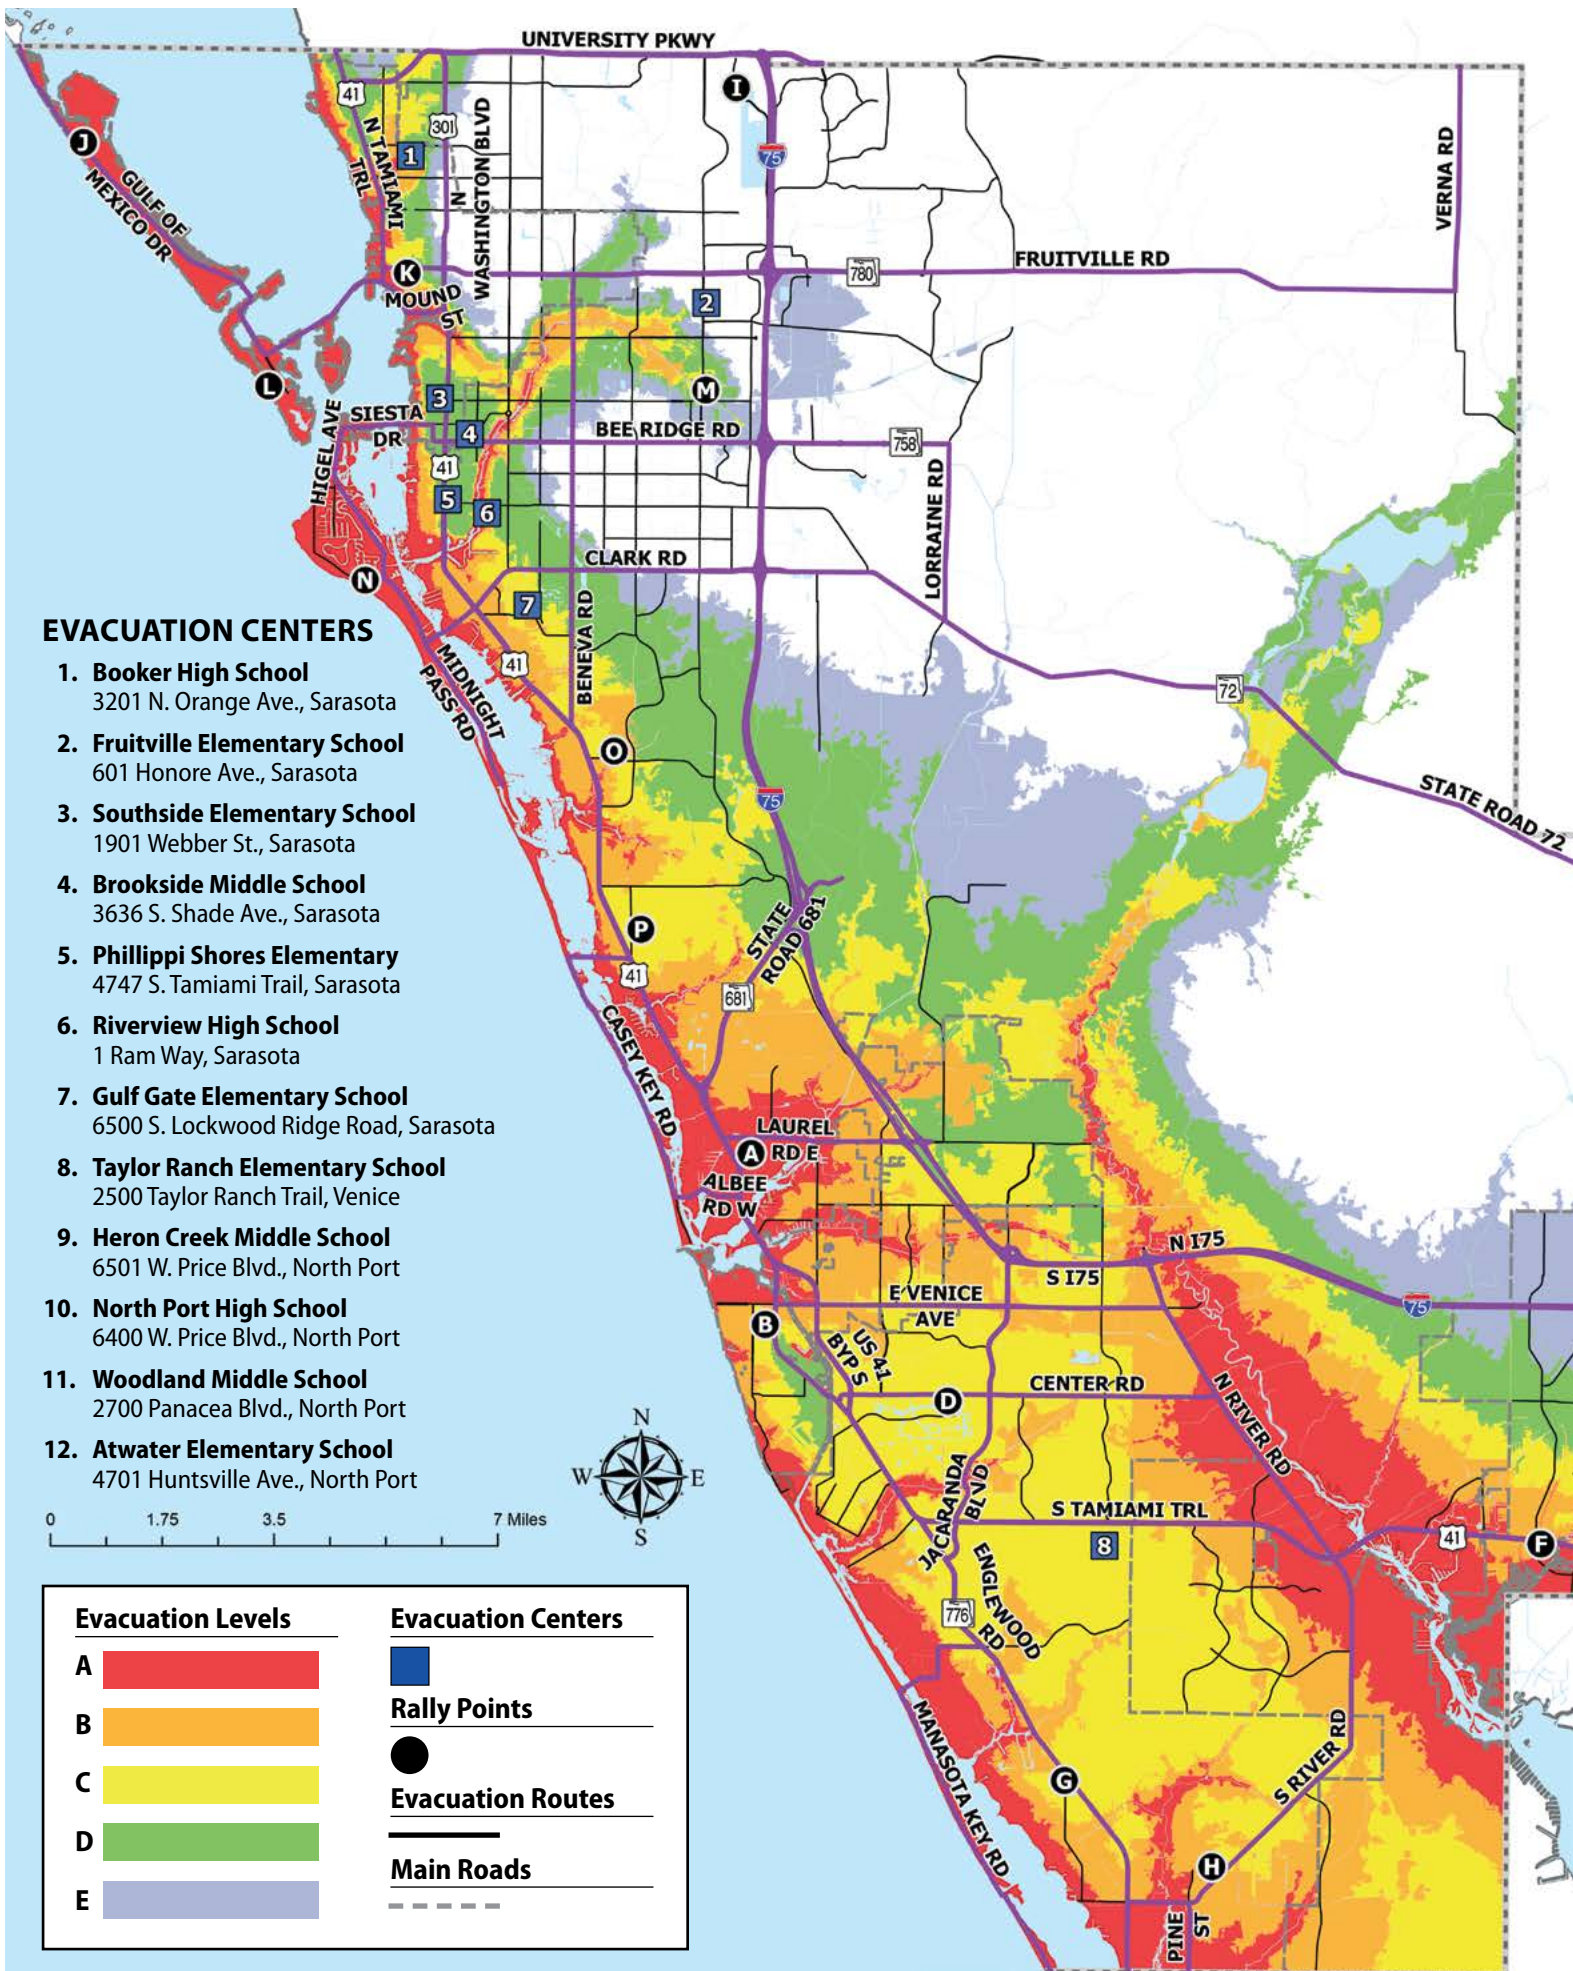 UNIVERSITY PKWY
I
41
301
N TAMIAMI
TRL
1
N
WASHINGTON BLVD
75
VERNA RD
J
GULF OF
MEXICO DR
K
MOUND
ST
780
FRUITVILLE RD
2
L
M
3
SIESTA
DR
4
BEE RIDGE RD
758
HIGEL AVE
41
5
6
LORRAINE RD
CLARK RD
N
7
BENEVA RD
41
MIDNIGHT
PASS RD
72
O
75
STATE ROAD 72
STATE
ROAD 681
P
41
681
CASEY KEY RD
LAUREL
RD E
A
ALBEE
RD W
N I75
S I75
75
E VENICE
AVE
B
US 41
BYP S
CENTER RD
D
N RIVER RD
JACARANDA
BLVD
S TAMIAMI TRL
8
41
F
776
ENGLEWOOD
RD
MANASOTA KEY RD
G
S RIVER RD
H
PINE
ST
EVACUATION CENTERS
1. Booker High School
3201 N. Orange Ave., Sarasota
2. Fruitville Elementary School
601 Honore Ave., Sarasota
3. Southside Elementary School
1901 Webber St., Sarasota
4. Brookside Middle School
3636 S. Shade Ave., Sarasota
5. Phillippi Shores Elementary
4747 S. Tamiami Trail, Sarasota
6. Riverview High School
1 Ram Way, Sarasota
7. Gulf Gate Elementary School
6500 S. Lockwood Ridge Road, Sarasota
8. Taylor Ranch Elementary School
2500 Taylor Ranch Trail, Venice
9. Heron Creek Middle School
6501 W. Price Blvd., North Port
10. North Port High School
6400 W. Price Blvd., North Port
11. Woodland Middle School
2700 Panacea Blvd., North Port
12. Atwater Elementary School
4701 Huntsville Ave., North Port
N
W E
S
0 1.75 3.5 7 Miles
Evacuation Levels
A
B
C
D
E
Evacuation Centers
Rally Points
Evacuation Routes
Main Roads